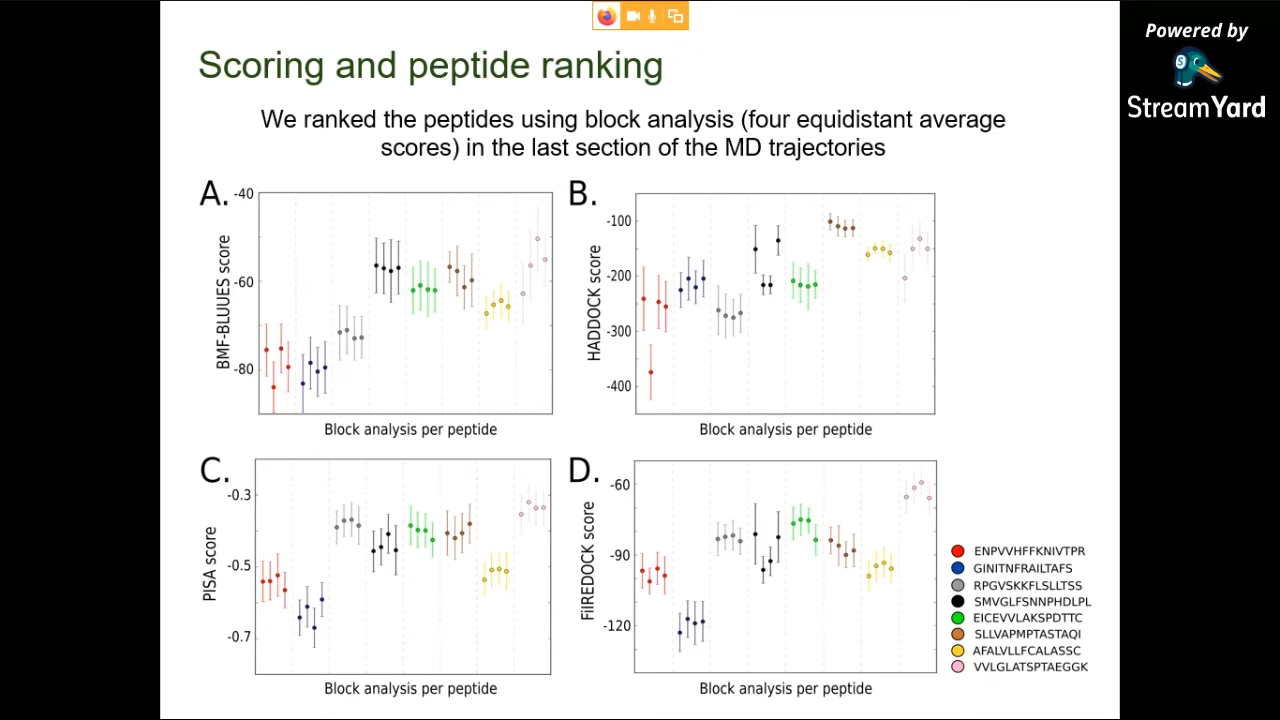 Scoring and peptide ranking
Powered by
StreamYard
We ranked the peptides using block analysis (four equidistant average
scores) in the last section of the MD trajectories
A.
-40
-60
-80
BMF-BLUUES score
Block analysis per peptide
B.
-100
-200
-300
-400
HADDOCK score
Block analysis per peptide
C.
-0.3
-0.5
-0.7
PISA score
Block analysis per peptide
D.
-60
-90
-120
FiIREDOCK score
Block analysis per peptide
ENPVVHFFKNIVTPR
GINITNFRAILTAFS
RPGVSKKFLSLLTSS
SMVGLFSNNPHDLPL
EICEVVLAKSPDTTC
SLLVAPMPTASTAQI
AFALVLLFCALASSC
VVLGLATSPTAEGGK